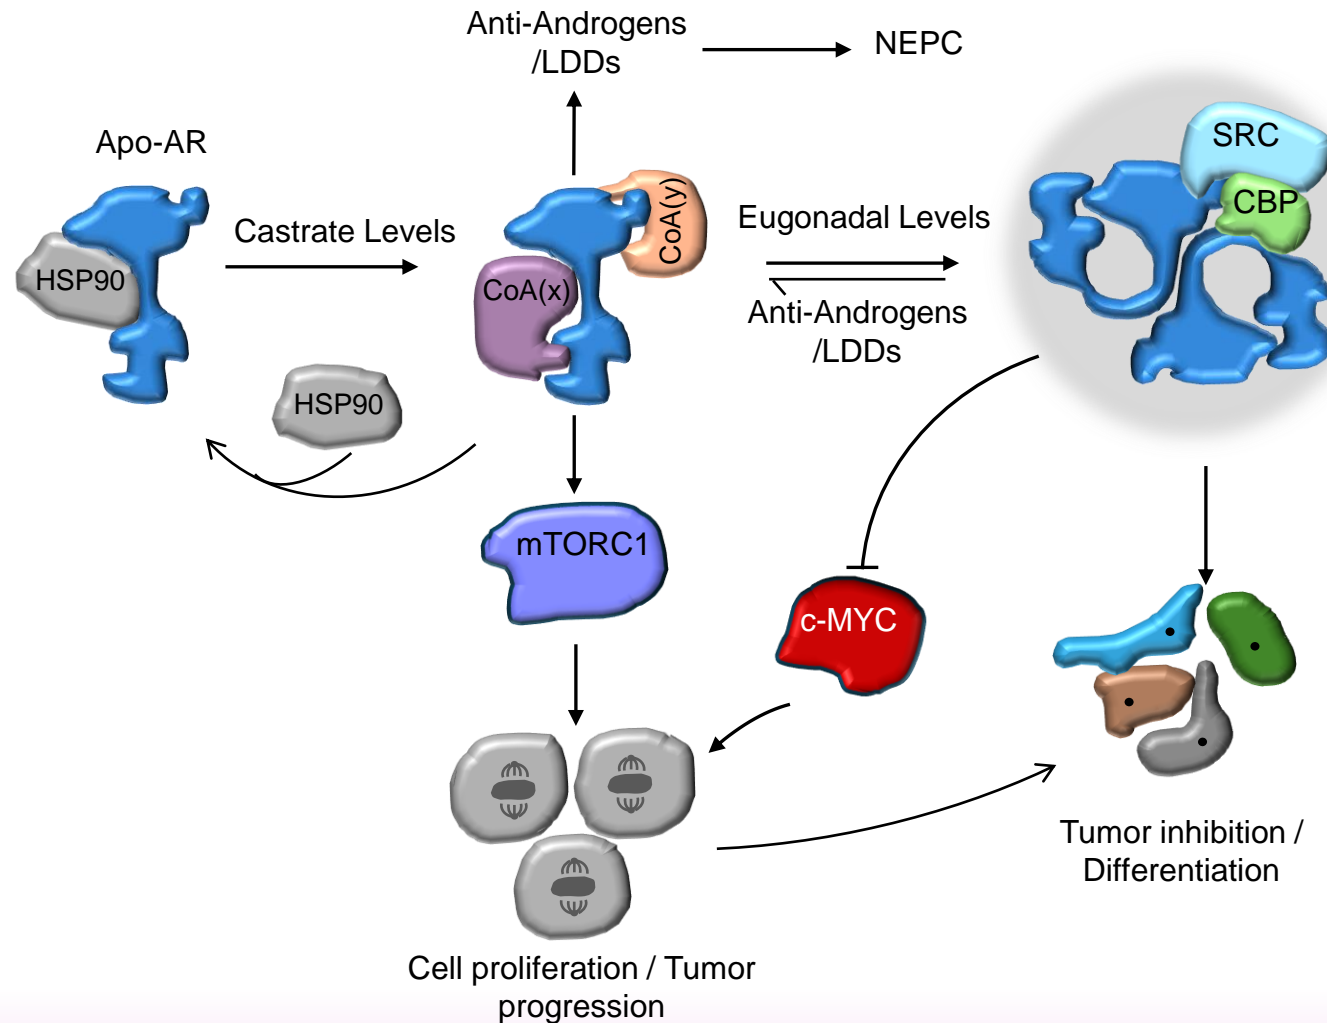 Anti-Androgens
/LDDs
NEPC
Apo-AR
SRC
CBP
CoA(y)
Castrate Levels
Eugonadal Levels
HSP90
CoA(x)
Anti-Androgens
/LDDs
HSP90
mTORC1
c-MYC
Tumor inhibition /
Differentiation
Cell proliferation / Tumor
progression